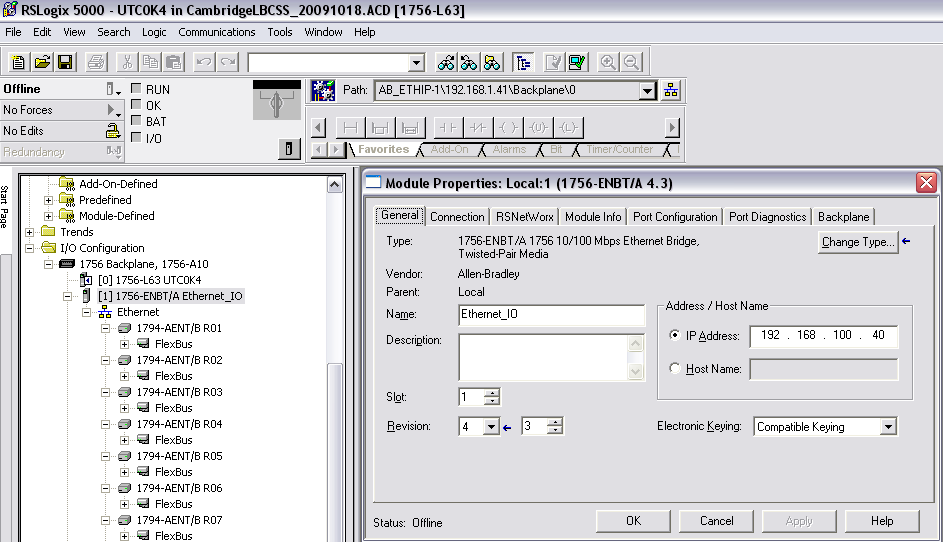 RSLogix 5000 - UTC0K4 in CambridgeLBCSS_20091018.ACD [1756-L63]
File Edit View Search Logic Communications Tools Window Help
Offline
RUN
No Forces
OK
No Edits
BAT
Redundancy
I/O
Path: AB_ETHIP-1\192.168.1.41\Backplane\0
Favorites Add-On Alarms Bit Timer/Counter
Start Page
Add-On-Defined
Predefined
Module-Defined
Trends
I/O Configuration
1756 Backplane, 1756-A10
[0] 1756-L63 UTC0K4
[1] 1756-ENBT/A Ethernet_IO
Ethernet
1794-AENT/B R01
FlexBus
1794-AENT/B R02
FlexBus
1794-AENT/B R03
FlexBus
1794-AENT/B R04
FlexBus
1794-AENT/B R05
FlexBus
1794-AENT/B R06
FlexBus
1794-AENT/B R07
FlexBus
Module Properties: Local:1 (1756-ENBT/A 4.3)
General Connection RSNetWorx Module Info Port Configuration Port Diagnostics Backplane
Type: 1756-ENBT/A 1756 10/100 Mbps Ethernet Bridge,
Twisted-Pair Media
Change Type...
Vendor: Allen-Bradley
Parent: Local
Name: Ethernet_IO
Description:
Address / Host Name
IP Address: 192 . 168 . 100 . 40
Host Name:
Slot: 1
Revision: 4 3
Electronic Keying: Compatible Keying
Status: Offline
OK Cancel Apply Help